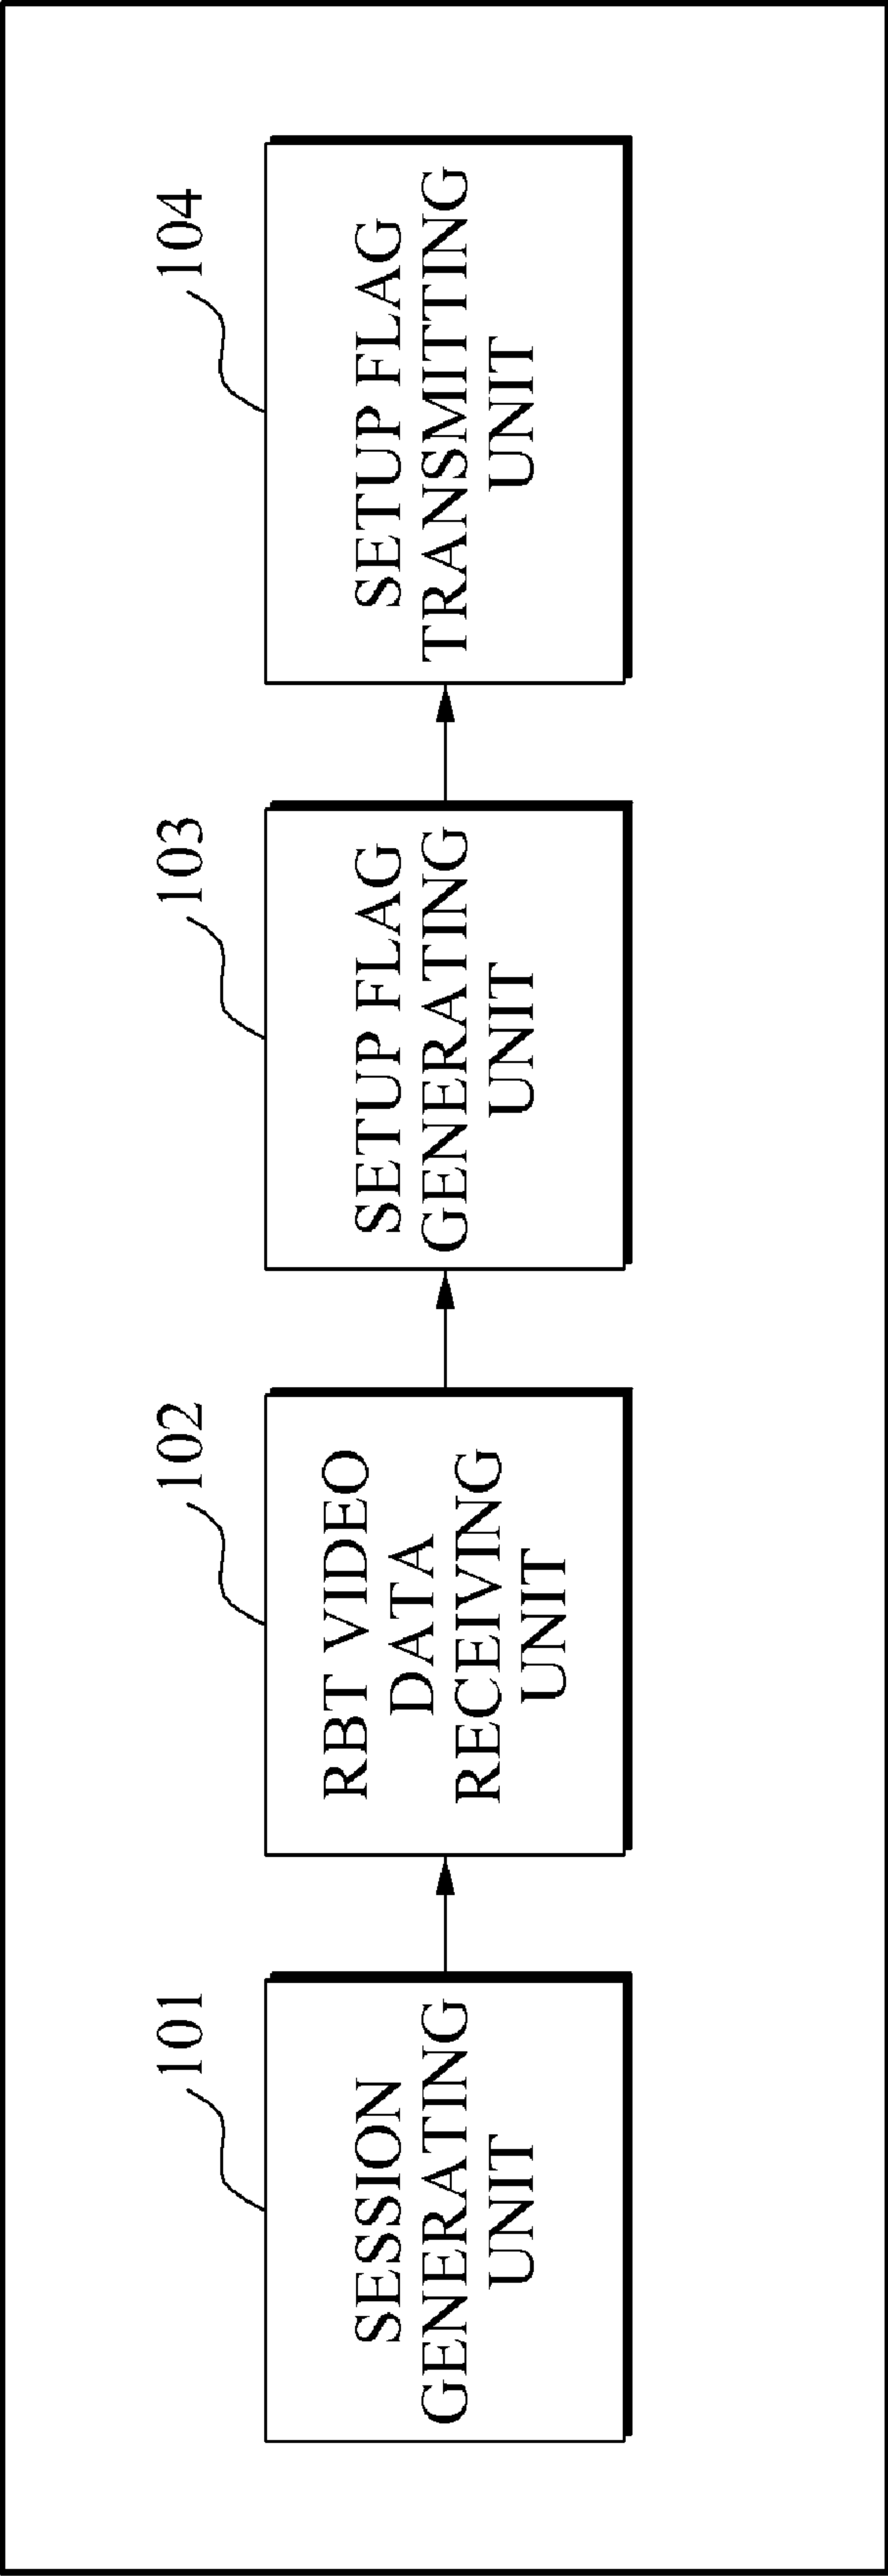 101
SESSION
GENERATING
UNIT
102
RBT VIDEO
DATA
RECEIVING
UNIT
103
SETUP FLAG
GENERATING
UNIT
104
SETUP FLAG
TRANSMITTING
UNIT